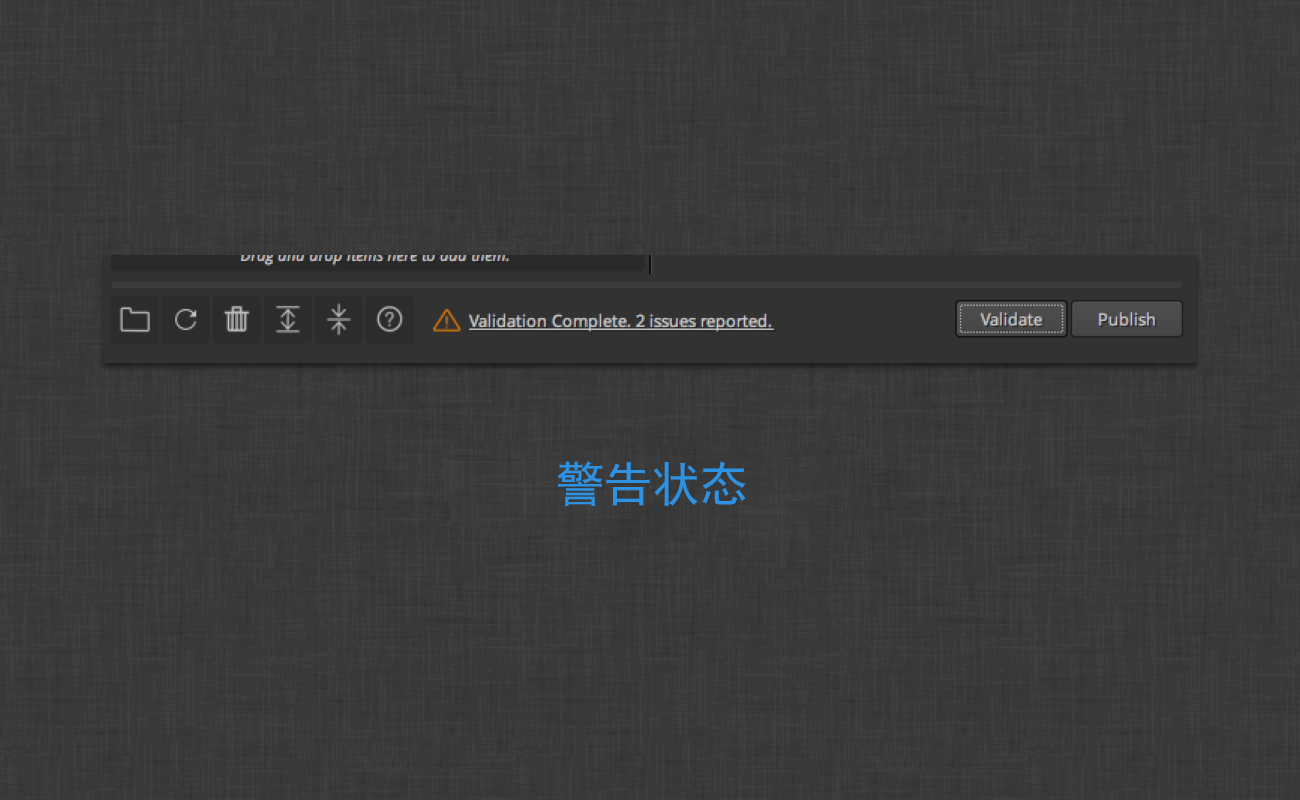 Drag and drop items here to add them.
Validation Complete. 2 issues reported.
Validate
Publish
警告状态